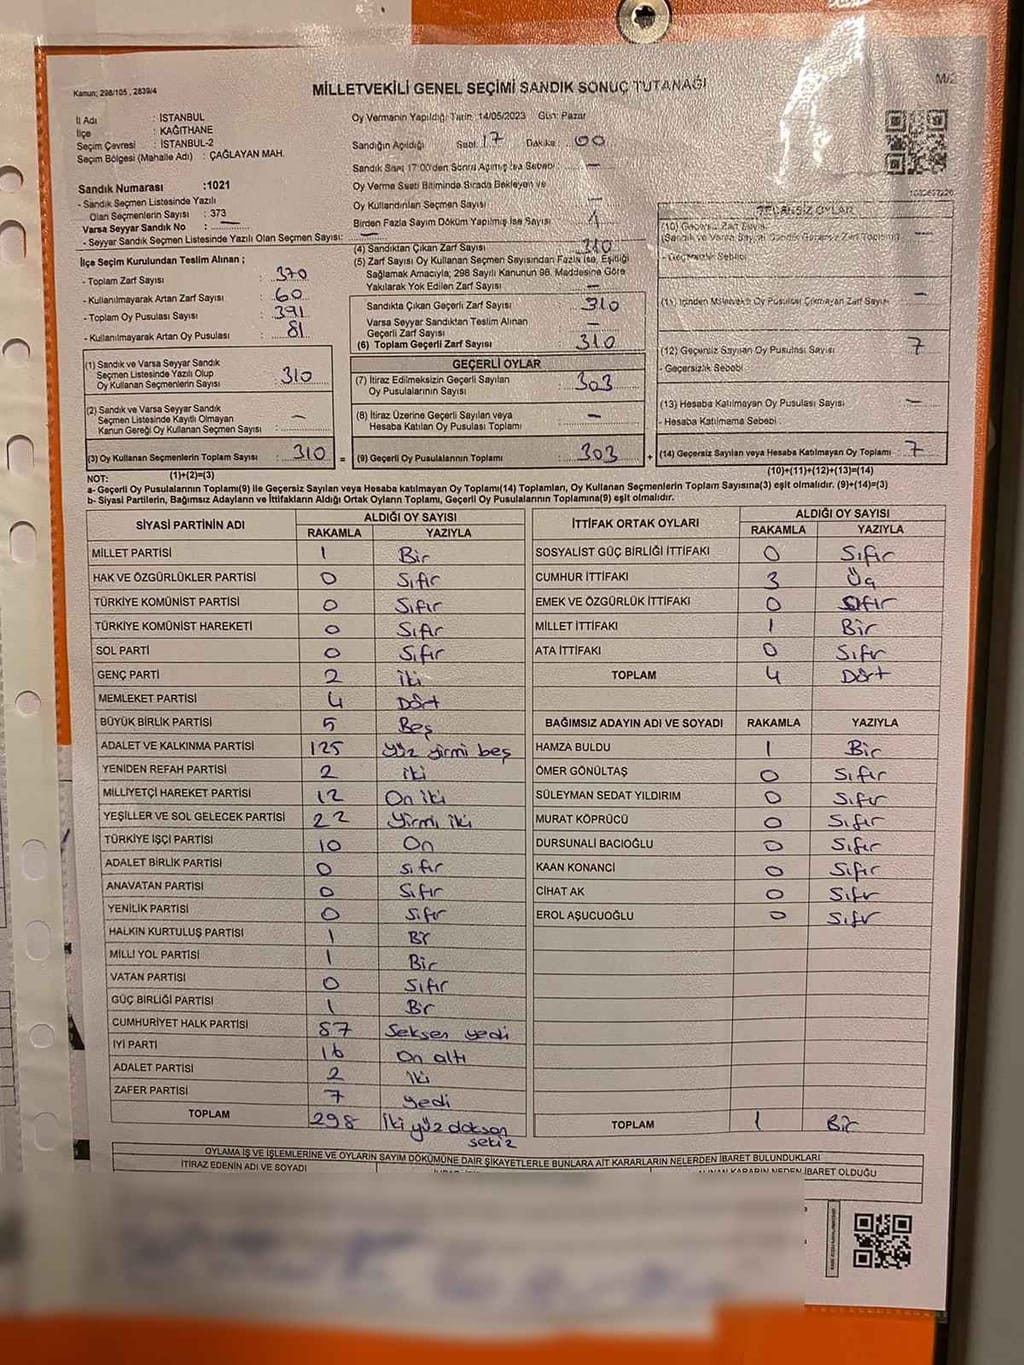 Kanun; 298/105, 2839/4
MİLLETVEKİLİ GENEL SEÇİMİ SANDIK SONUÇ TUTANAĞI
M/2
İl Adı : İSTANBUL
İlçe : KAĞITHANE
Seçim Çevresi : İSTANBUL-2
Seçim Bölgesi (Mahalle Adı) : ÇAĞLAYAN MAH.
Sandık Numarası :1021
- Sandık Seçmen Listesinde Yazılı
Olan Seçmenlerin Sayısı : 373
Varsa Seyyar Sandık No : —
- Seyyar Sandık Seçmen Listesinde Yazılı Olan Seçmen Sayısı: —
İlçe Seçim Kurulundan Teslim Alınan ;
- Toplam Zarf Sayısı : 370
- Kullanılmayarak Artan Zarf Sayısı : 60
- Toplam Oy Pusulası Sayısı : 391
- Kullanılmayarak Artan Oy Pusulası : 81
(1) Sandık ve Varsa Seyyar Sandık
Seçmen Listesinde Yazılı Olup
Oy Kullanan Seçmenlerin Sayısı : 310
(2) Sandık ve Varsa Seyyar Sandık
Seçmen Listesinde Kayıtlı Olmayan
Kanun Gereği Oy Kullanan Seçmen Sayısı : —
(3) Oy Kullanan Seçmenlerin Toplam Sayısı : 310 =
(1)+(2)=(3)
Oy Vermenin Yapıldığı Tarih: 14/05/2023 Gün: Pazar
Sandığın Açıldığı Saat 17 Dakika : 00
Sandık Saat 17:00'den Sonra Açılmış İse Sebebi : —
Oy Verme Saati Bitiminde Sırada Bekleyen ve
Oy Kullandırılan Seçmen Sayısı : —
Birden Fazla Sayım Döküm Yapılmış İse Sayısı : 1
(4) Sandıktan Çıkan Zarf Sayısı : 310
(5) Zarf Sayısı Oy Kullanan Seçmen Sayısından Fazla İse, Eşitliği
Sağlamak Amacıyla; 298 Sayılı Kanunun 98. Maddesine Göre
Yakılarak Yok Edilen Zarf Sayısı : —
Sandıkta Çıkan Geçerli Zarf Sayısı : 310
Varsa Seyyar Sandıktan Teslim Alınan
Geçerli Zarf Sayısı : —
(6) Toplam Geçerli Zarf Sayısı : 310
GEÇERLİ OYLAR
(7) İtiraz Edilmeksizin Geçerli Sayılan
Oy Pusulalarının Sayısı : 303
(8) İtiraz Üzerine Geçerli Sayılan veya
Hesaba Katılan Oy Pusulası Toplamı : —
(9) Geçerli Oy Pusulalarının Toplamı : 303 +
GEÇERSİZ OYLAR
(10) Geçersiz Zarf Sayısı : —
- Geçersizlik Sebebi :
(11) İçinden Milletvekili Oy Pusulası Çıkmayan Zarf Sayısı : —
(12) Geçersiz Sayılan Oy Pusulası Sayısı : 7
- Geçersizlik Sebebi :
(13) Hesaba Katılmayan Oy Pusulası Sayısı : —
- Hesaba Katılmama Sebebi :
(14) Geçersiz Sayılan veya Hesaba Katılmayan Oy Pusulası Toplamı : 7
(10)+(11)+(12)+(13)=(14)
NOT:
a- Geçerli Oy Pusulalarının Toplamı(9) ile Geçersiz Sayılan veya Hesaba katılmayan Oy Pusulası Toplamı(14) Toplamları, Oy Kullanan Seçmenlerin Toplam Sayısına(3) eşit olmalıdır. (9)+(14)=(3)
b- Siyasi Partilerin, Bağımsız Adayların ve İttifakların Aldığı Ortak Oyların Toplamı, Geçerli Oy Pusulalarının Toplamına(9) eşit olmalıdır.
SİYASİ PARTİNİN ADI ALDIĞI OY SAYISI
RAKAMLA YAZIYLA
MİLLET PARTİSİ 1 Bir
HAK VE ÖZGÜRLÜKLER PARTİSİ 0 Sıfır
TÜRKİYE KOMÜNİST PARTİSİ 0 Sıfır
TÜRKİYE KOMÜNİST HAREKETİ 0 Sıfır
SOL PARTİ 0 Sıfır
GENÇ PARTİ 2 İki
MEMLEKET PARTİSİ 4 Dört
BÜYÜK BİRLİK PARTİSİ 5 Beş
ADALET VE KALKINMA PARTİSİ 125 Yüz yirmi beş
YENİDEN REFAH PARTİSİ 2 iki
MİLLİYETÇİ HAREKET PARTİSİ 12 On iki
YEŞİLLER VE SOL GELECEK PARTİSİ 22 Yirmi iki
TÜRKİYE İŞÇİ PARTİSİ 10 On
ADALET BİRLİK PARTİSİ 0 Sıfır
ANAVATAN PARTİSİ 0 Sıfır
YENİLİK PARTİSİ 0 Sıfır
HALKIN KURTULUŞ PARTİSİ 1 Bir
MİLLİ YOL PARTİSİ 1 Bir
VATAN PARTİSİ 0 Sıfır
GÜÇ BİRLİĞİ PARTİSİ 1 Bir
CUMHURİYET HALK PARTİSİ 87 Seksen yedi
İYİ PARTİ 16 On altı
ADALET PARTİSİ 2 İki
ZAFER PARTİSİ 7 yedi
TOPLAM 298 İki yüz doksan
sekiz
İTTİFAK ORTAK OYLARI ALDIĞI OY SAYISI
RAKAMLA YAZIYLA
SOSYALİST GÜÇ BİRLİĞİ İTTİFAKI 0 Sıfır
CUMHUR İTTİFAKI 3 Üç
EMEK VE ÖZGÜRLÜK İTTİFAKI 0 Sıfır
MİLLET İTTİFAKI 1 Bir
ATA İTTİFAKI 0 Sıfır
TOPLAM 4 Dört
BAĞIMSIZ ADAYIN ADI VE SOYADI RAKAMLA YAZIYLA
HAMZA BULDU 1 Bir
ÖMER GÖNÜLTAŞ 0 Sıfır
SÜLEYMAN SEDAT YILDIRIM 0 Sıfır
MURAT KÖPRÜCÜ 0 Sıfır
DURSUNALİ BACIOĞLU 0 Sıfır
KAAN KONANCİ 0 Sıfır
CİHAT AK 0 Sıfır
EROL AŞUCUOĞLU 0 Sıfır
TOPLAM 1 Bir
OYLAMA İŞ VE İŞLEMLERİNE VE OYLARIN SAYIM DÖKÜMÜNE DAİR ŞİKAYETLERLE BUNLARA AİT KARARLARIN NELERDEN İBARET BULUNDUKLARI
İTİRAZ EDENİN ADI VE SOYADI
KARARIN NEDEN İBARET OLDUĞU